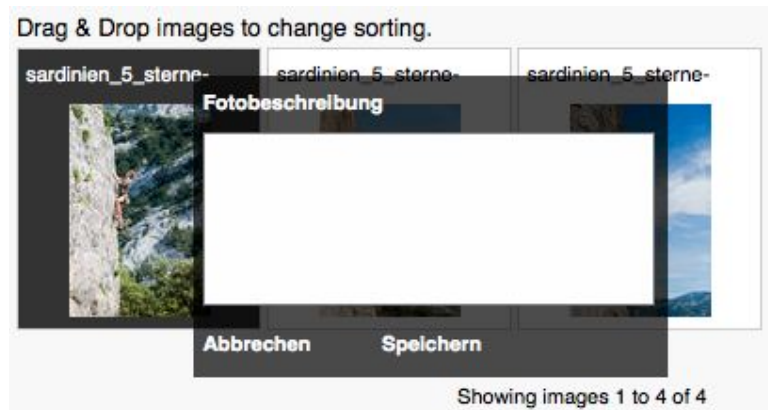 Drag & Drop images to change sorting.
sardinien_5_sterne- sardinien_5_sterne- sardinien_5_sterne-
Fotobeschreibung
Abbrechen Speichern
Showing images 1 to 4 of 4